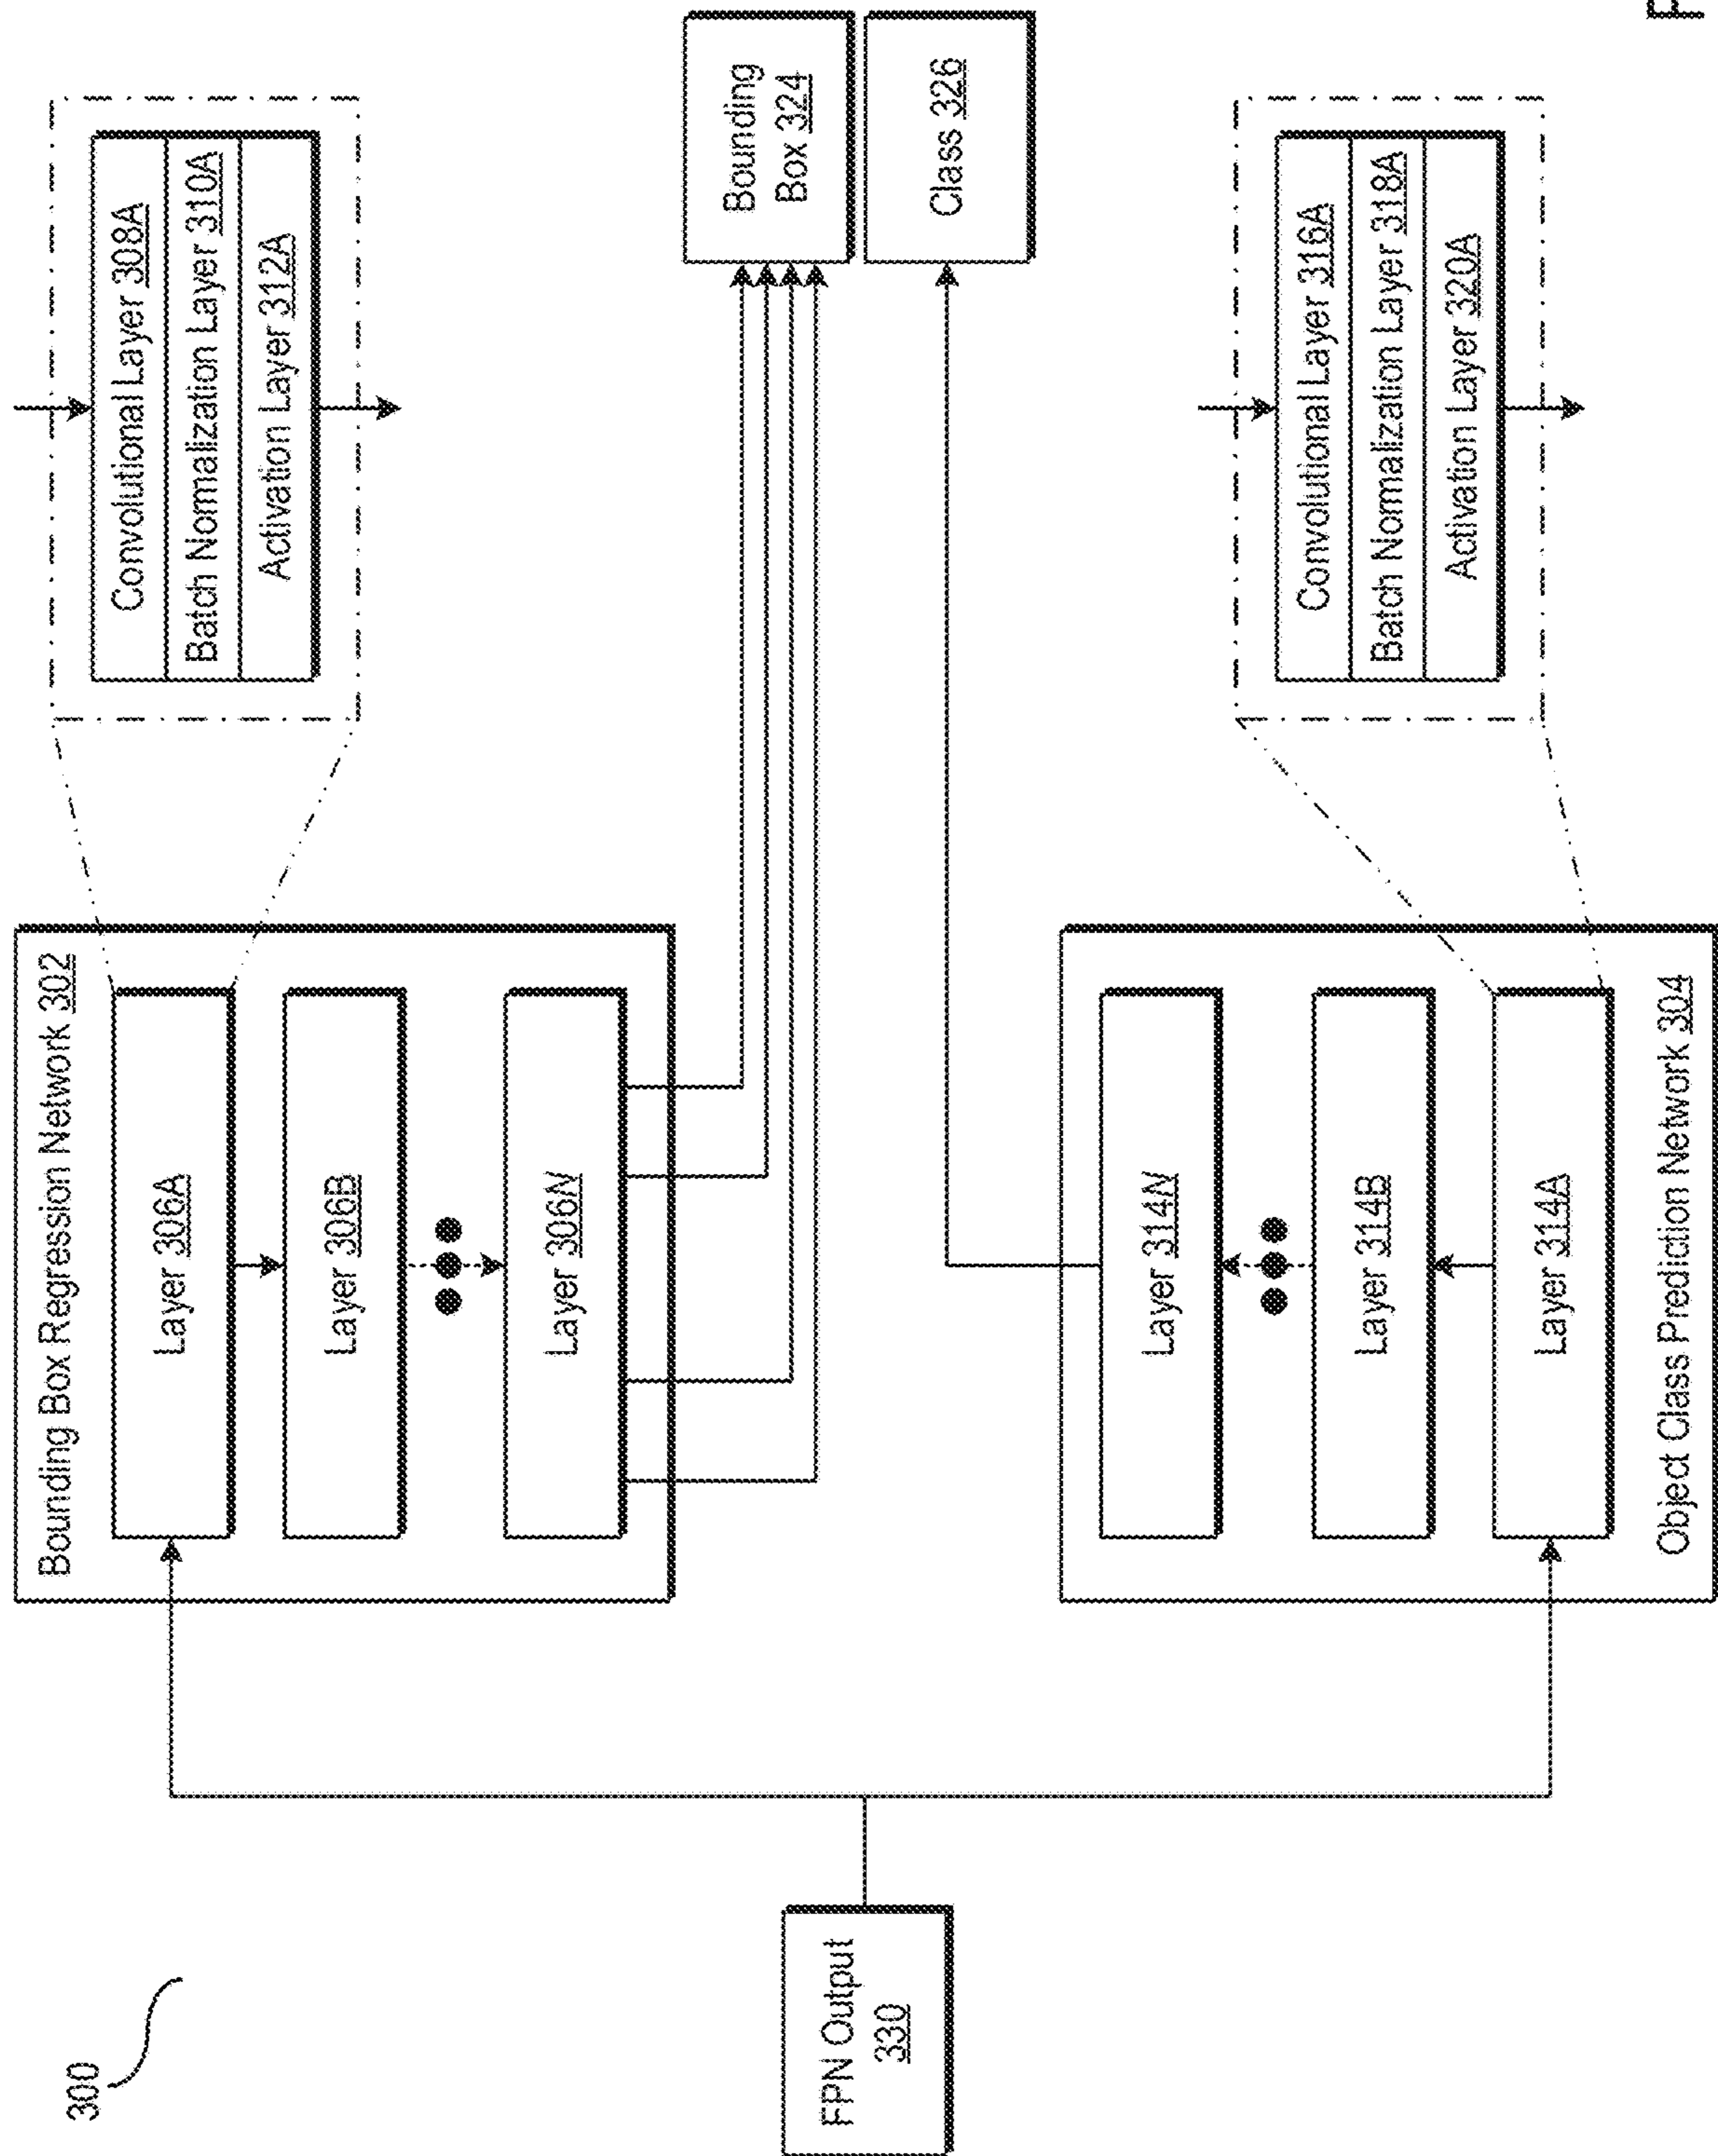 300
FPN Output
330
Bounding Box Regression Network 302
Layer 306A
Layer 306B
Layer 306N
Convolutional Layer 308A
Batch Normalization Layer 310A
Activation Layer 312A
Bounding
Box 324
Class 326
Layer 314N
Layer 314B
Layer 314A
Object Class Prediction Network 304
Convolutional Layer 316A
Batch Normalization Layer 318A
Activation Layer 320A